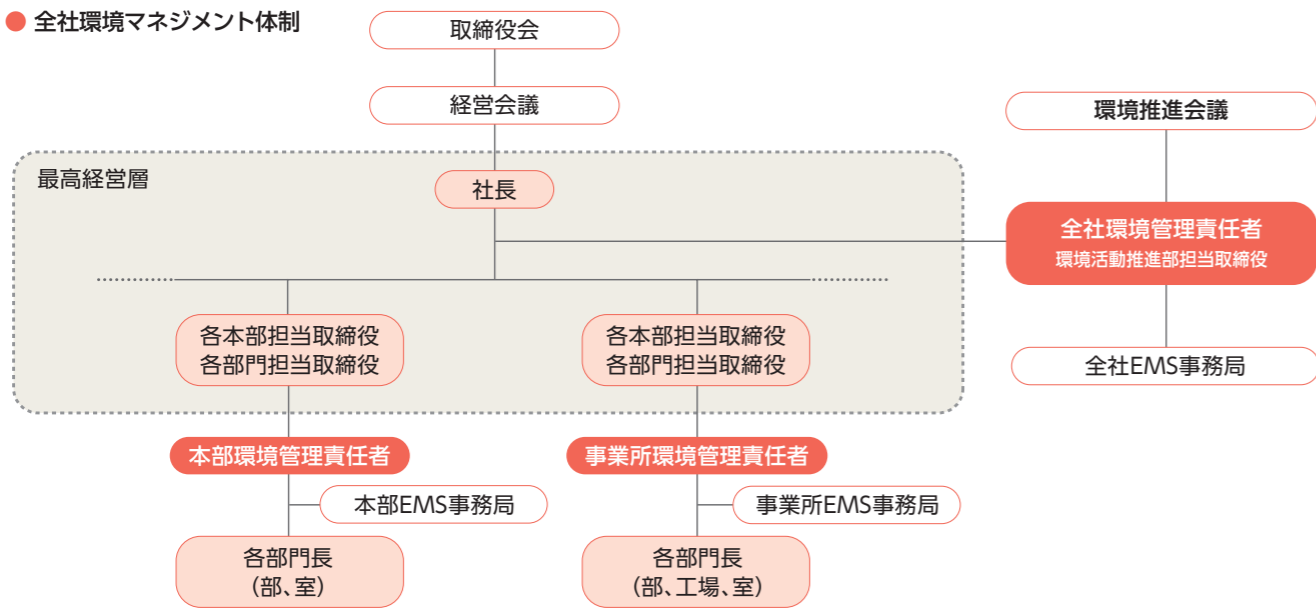 全社環境マネジメント体制
取締役会
経営会議
環境推進会議
最高経営層
社長
全社環境管理責任者
環境活動推進部担当取締役
各本部担当取締役
各部門担当取締役
各本部担当取締役
各部門担当取締役
全社EMS事務局
本部環境管理責任者
事業所環境管理責任者
本部EMS事務局
事業所EMS事務局
各部門長
(部、室)
各部門長
(部、工場、室)